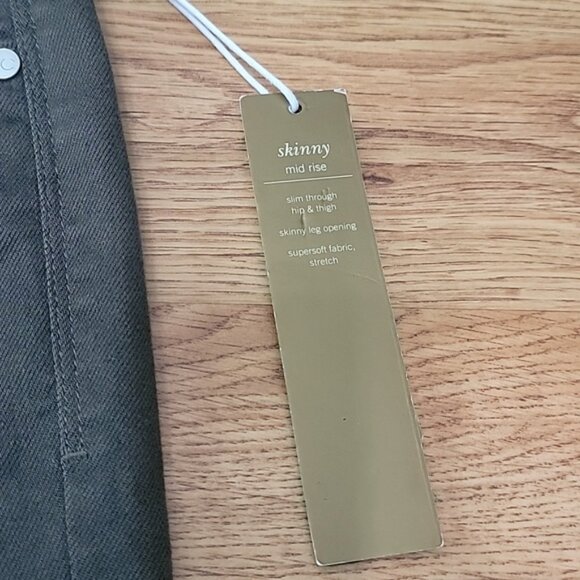 skinny
mid rise
slim through
hip & thigh
skinny leg opening
supersoft fabric,
stretch